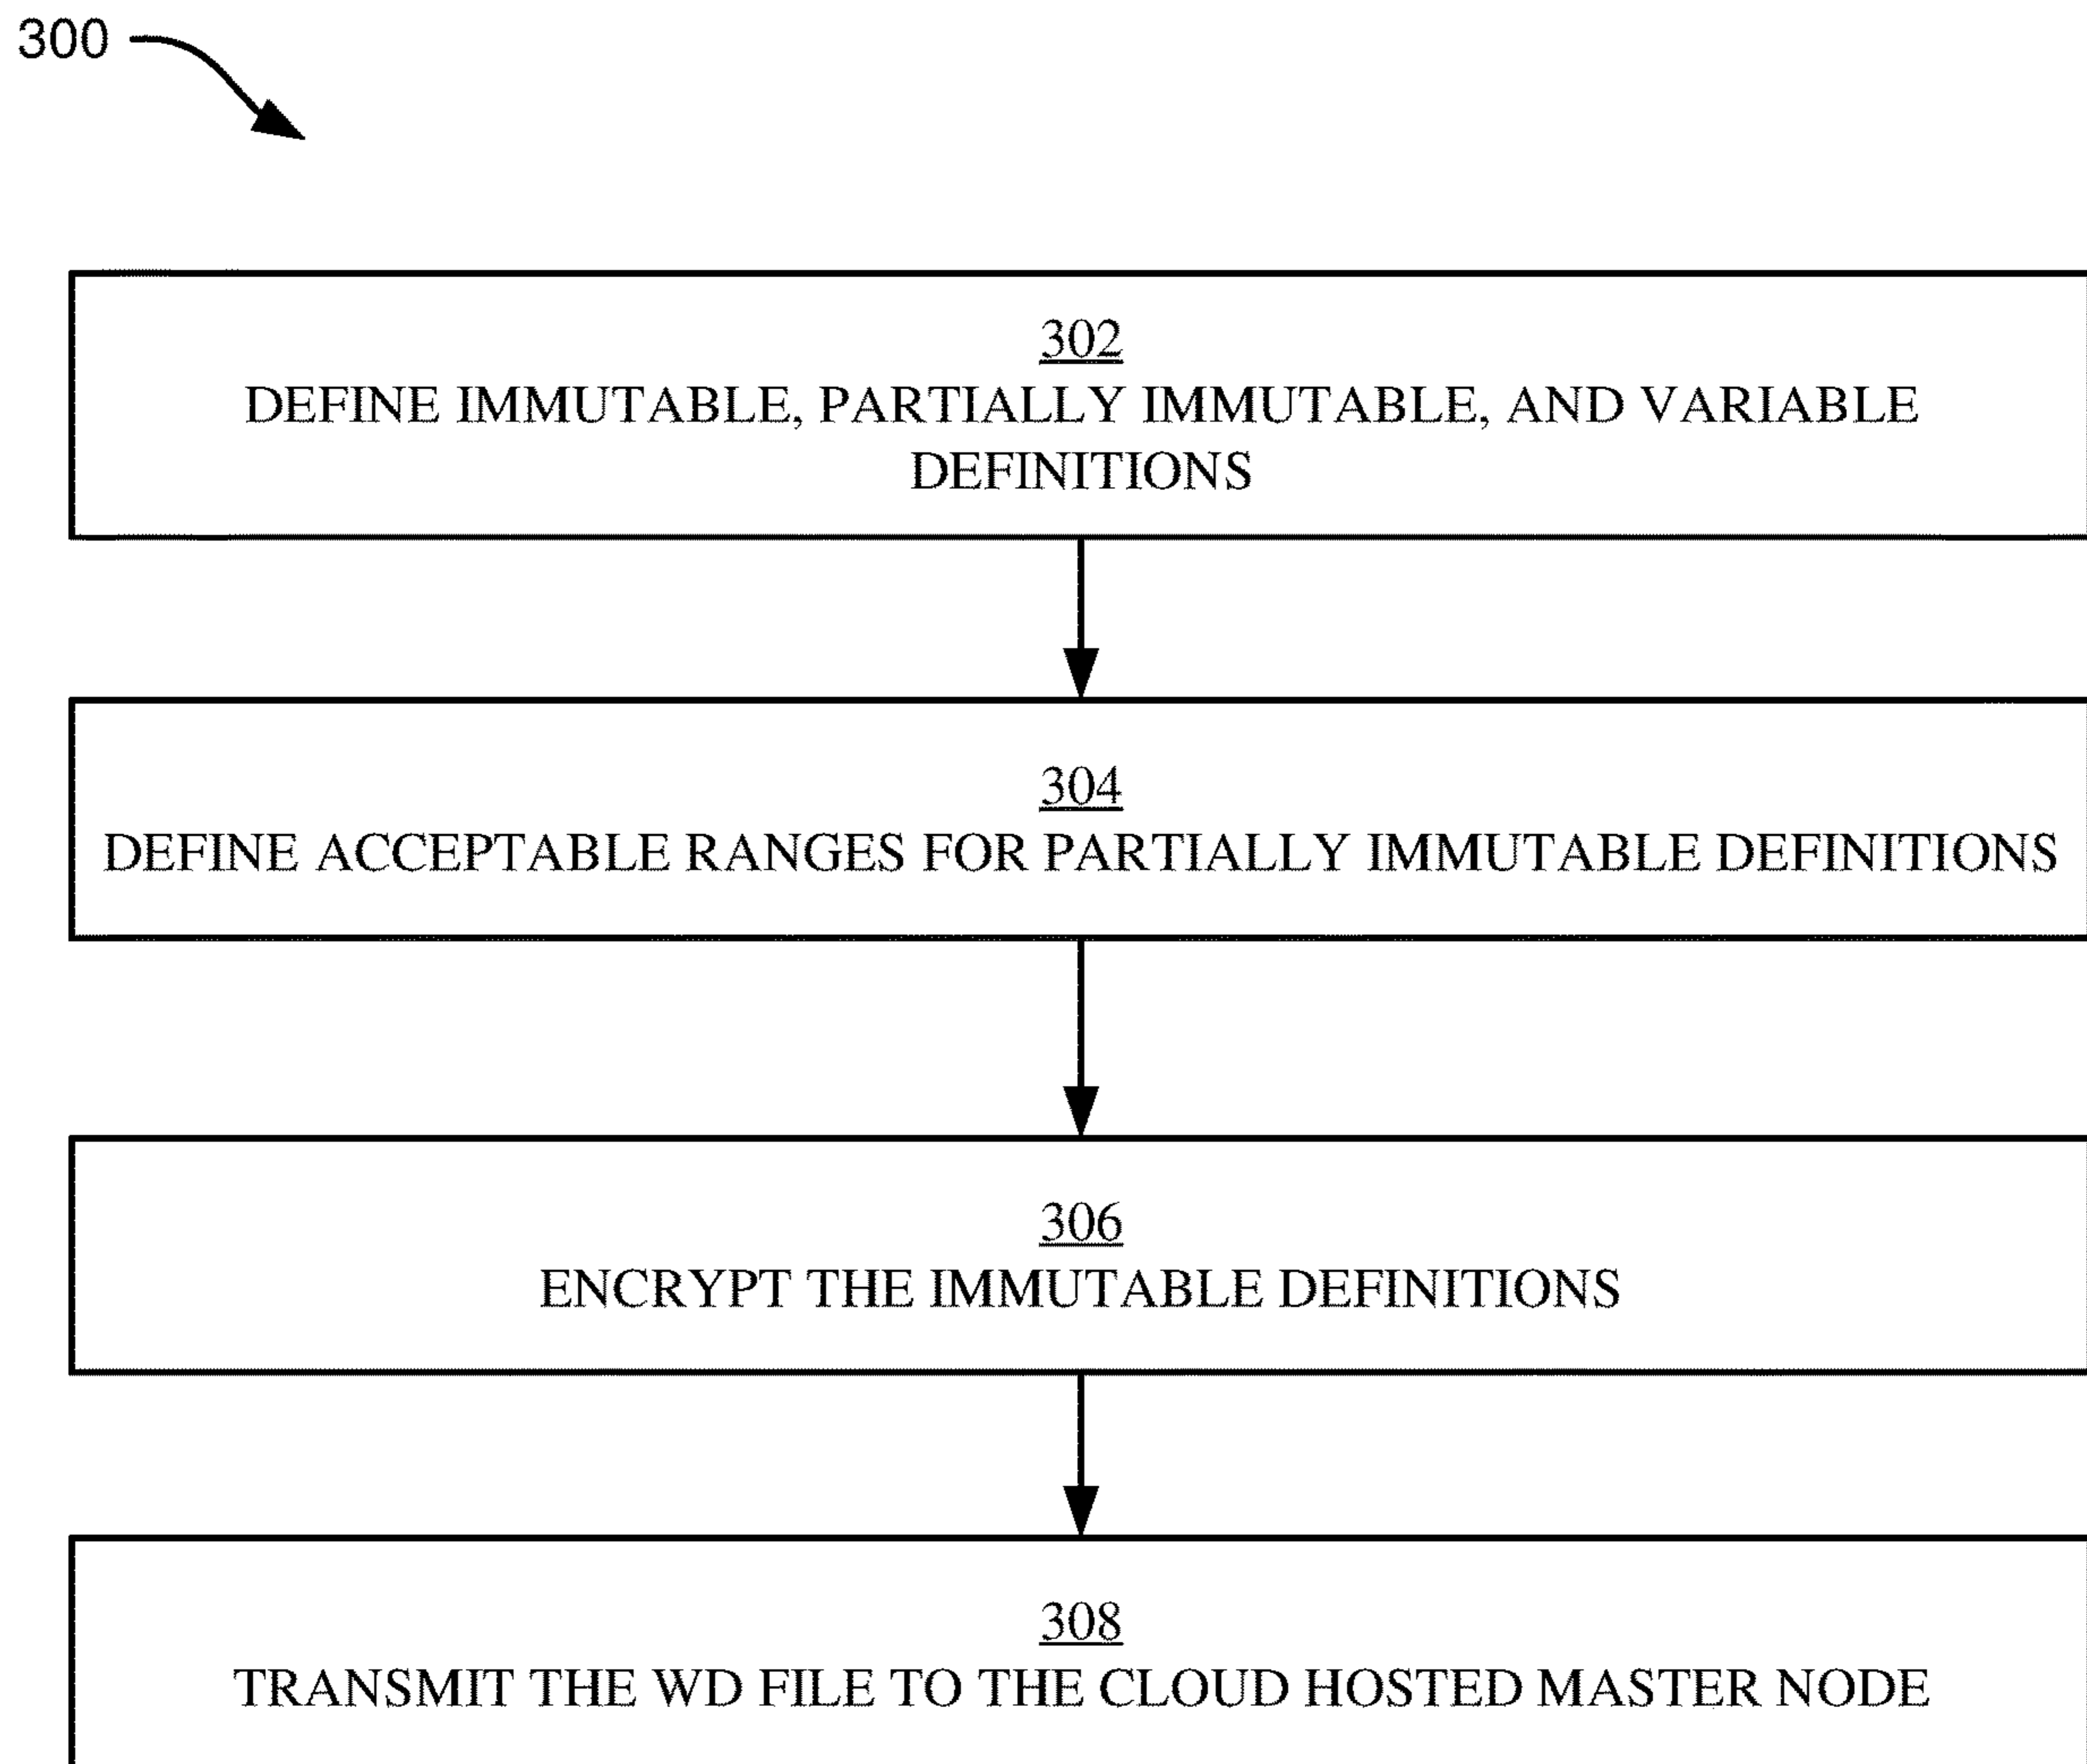 300
302
DEFINE IMMUTABLE, PARTIALLY IMMUTABLE, AND VARIABLE
DEFINITIONS
304
DEFINE ACCEPTABLE RANGES FOR PARTIALLY IMMUTABLE DEFINITIONS
306
ENCRYPT THE IMMUTABLE DEFINITIONS
308
TRANSMIT THE WD FILE TO THE CLOUD HOSTED MASTER NODE